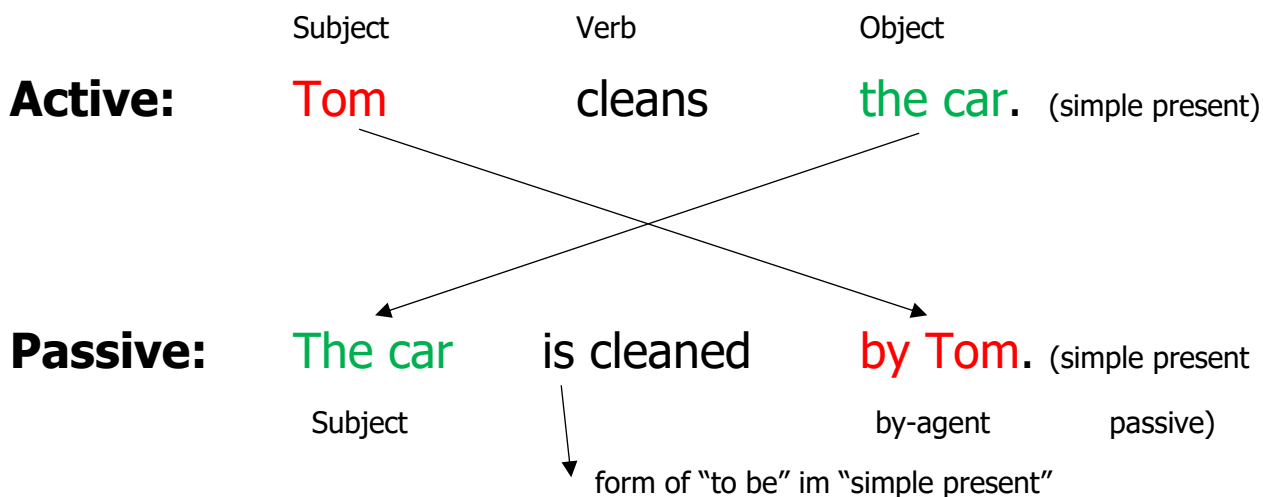 Subject Verb Object
Active: Tom cleans the car. (simple present)
Passive: The car is cleaned by Tom. (simple present
Subject by-agent passive)
form of “to be” im “simple present”